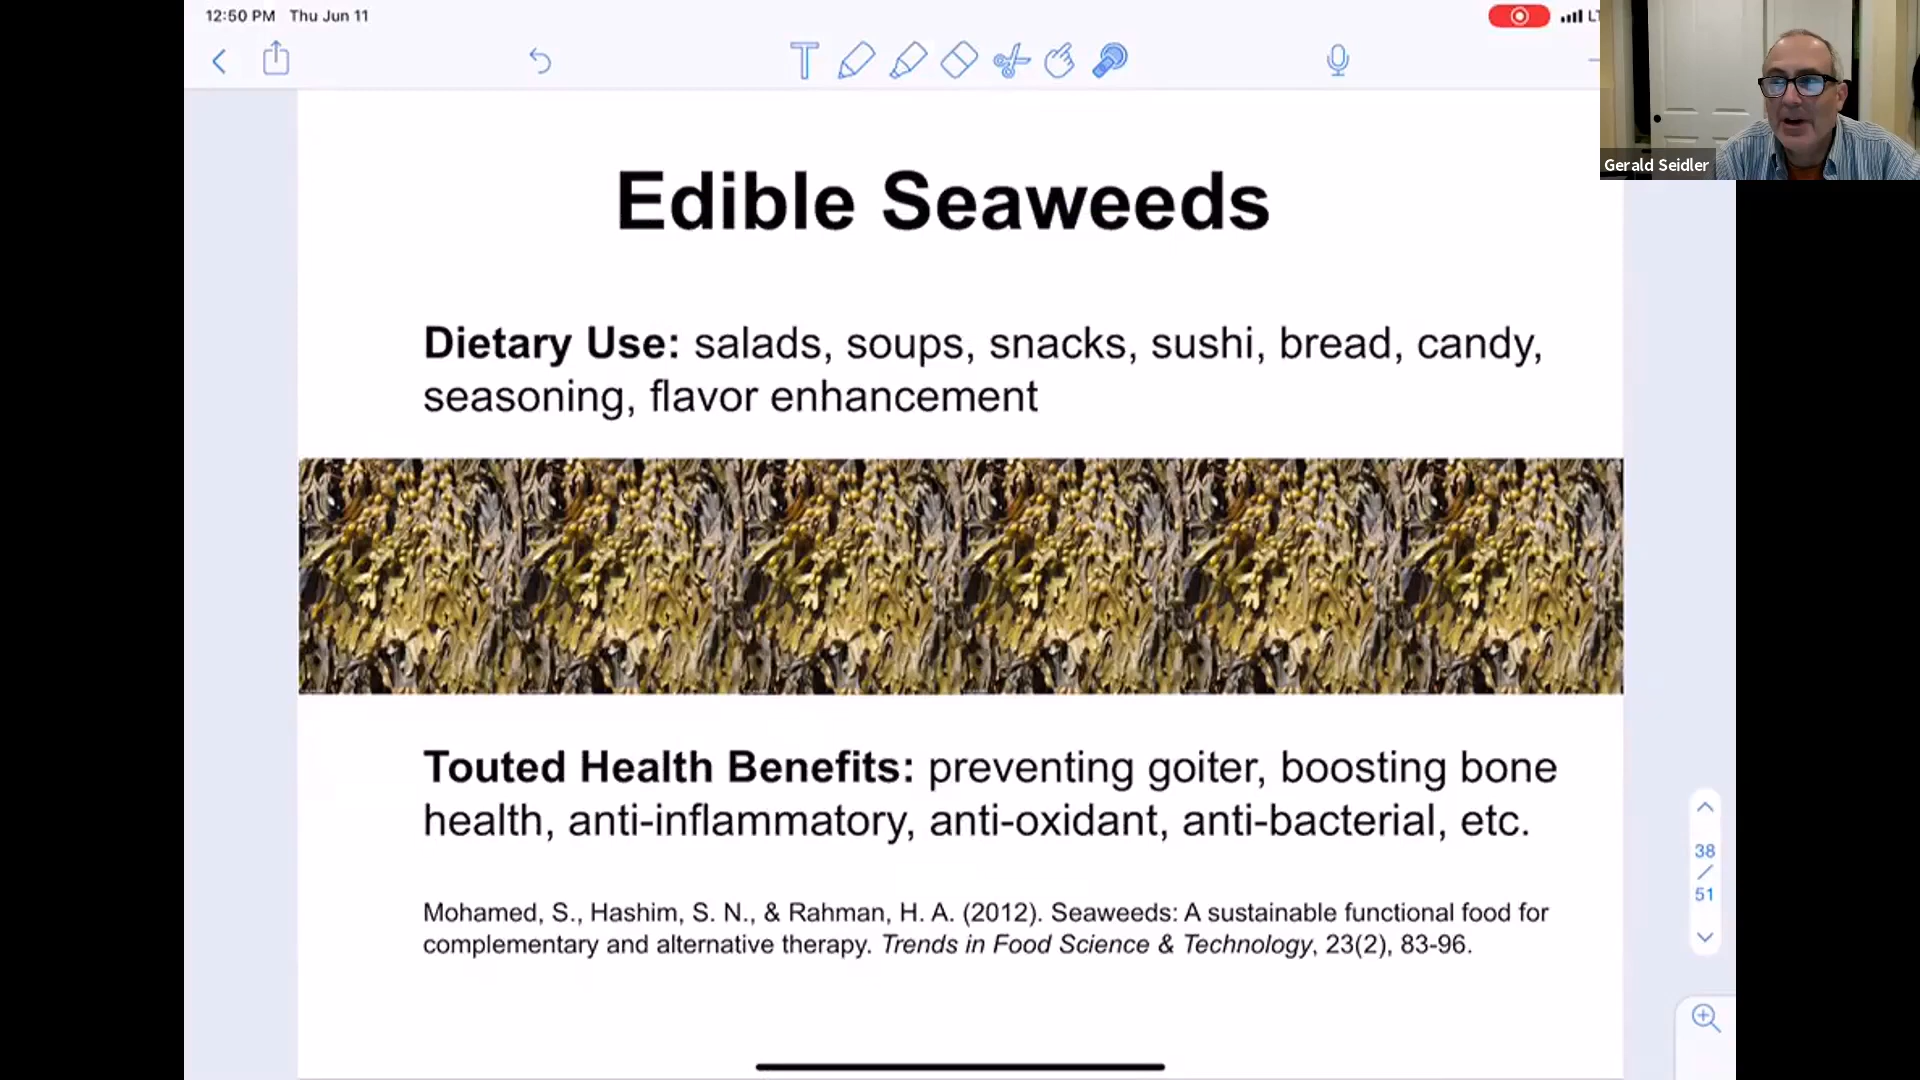 12:50 PM Thu Jun 11
T
Gerald Seidler
Edible Seaweeds
Dietary Use: salads, soups, snacks, sushi, bread, candy,
seasoning, flavor enhancement
Touted Health Benefits: preventing goiter, boosting bone
health, anti-inflammatory, anti-oxidant, anti-bacterial, etc.
38
/
51
Mohamed, S., Hashim, S. N., & Rahman, H. A. (2012). Seaweeds: A sustainable functional food for
complementary and alternative therapy. Trends in Food Science & Technology, 23(2), 83-96.